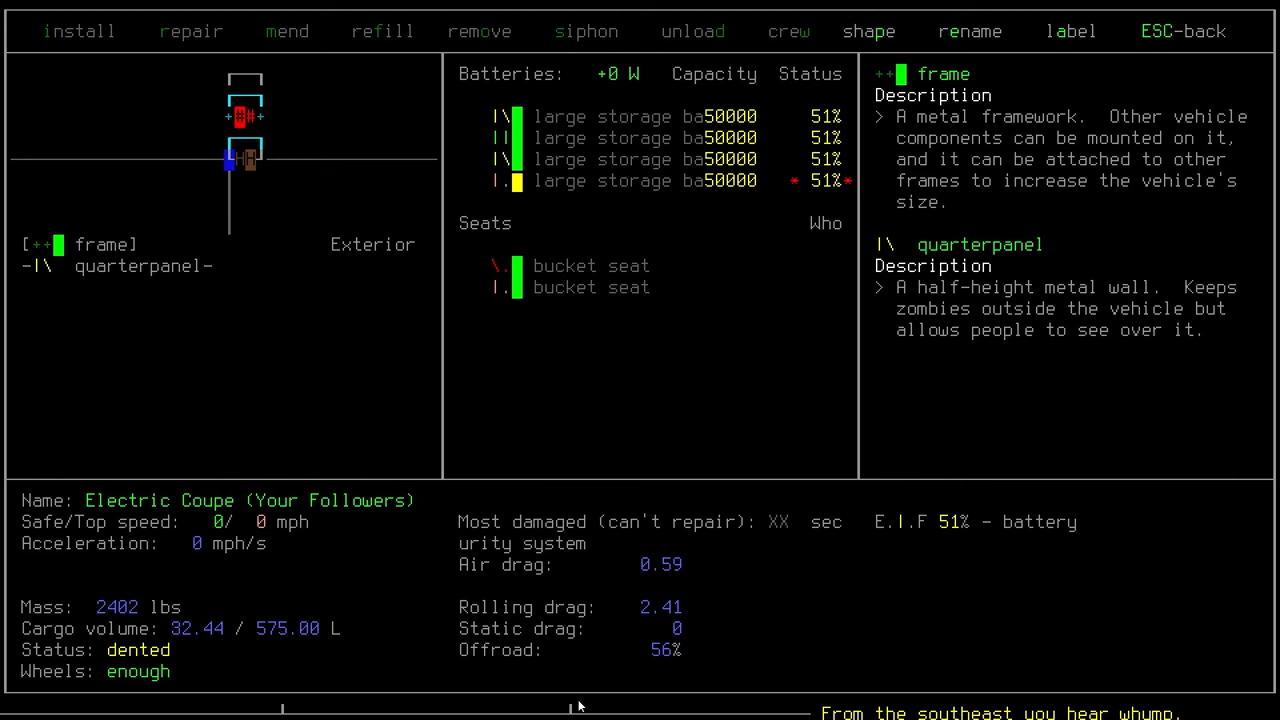 install repair mend refill remove siphon unload crew shape rename label ESC-back
Batteries: +0 W Capacity Status
|\ large storage ba50000 51%
|| large storage ba50000 51%
|\ large storage ba50000 51%
|. large storage ba50000 * 51%*
Seats Who
\. bucket seat
|. bucket seat
[++ frame] Exterior
-|\ quarterpanel-
++ frame
Description
> A metal framework. Other vehicle
components can be mounted on it,
and it can be attached to other
frames to increase the vehicle's
size.
|\ quarterpanel
Description
> A half-height metal wall. Keeps
zombies outside the vehicle but
allows people to see over it.
Name: Electric Coupe (Your Followers)
Safe/Top speed: 0/ 0 mph
Acceleration: 0 mph/s
Mass: 2402 lbs
Cargo volume: 32.44 / 575.00 L
Status: dented
Wheels: enough
Most damaged (can't repair): XX sec
urity system
Air drag: 0.59
Rolling drag: 2.41
Static drag: 0
Offroad: 56%
E.|.F 51% - battery
From the southeast you hear whump.